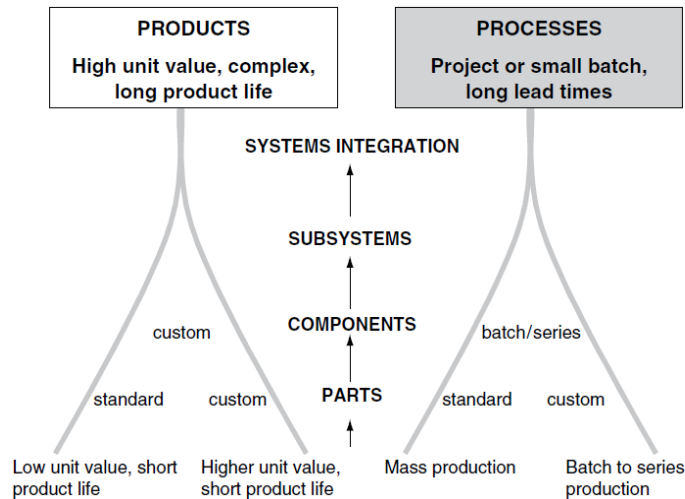 PRODUCTS
High unit value, complex,
long product life
PROCESSES
Project or small batch,
long lead times
SYSTEMS INTEGRATION
SUBSYSTEMS
COMPONENTS
custom
batch/series
PARTS
standard
custom
standard
custom
Low unit value, short
product life
Higher unit value,
short product life
Mass production
Batch to series
production